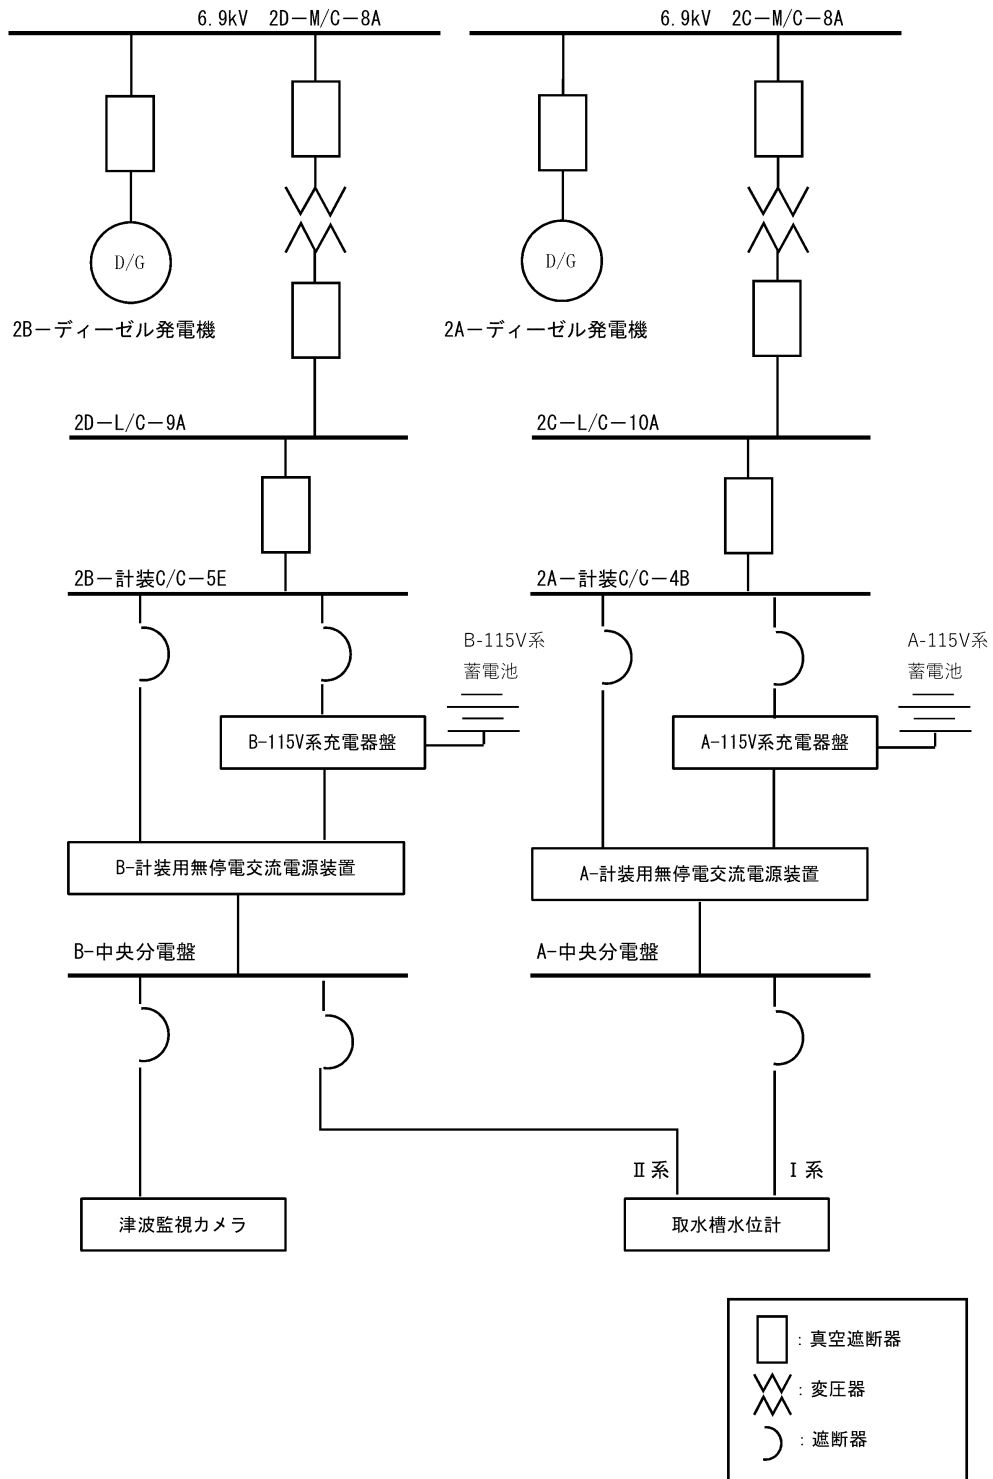 6.9kV 2D－M/C－8A
6.9kV 2C－M/C－8A
D/G
D/G
2B－ディーゼル発電機
2A－ディーゼル発電機
2D－L/C－9A
2C－L/C－10A
2B－計装C/C－5E
2A－計装C/C－4B
B-115V系
蓄電池
A-115V系
蓄電池
B-115V系充電器盤
A-115V系充電器盤
B-計装用無停電交流電源装置
A-計装用無停電交流電源装置
B-中央分電盤
A-中央分電盤
Ⅱ系
Ⅰ系
津波監視カメラ
取水槽水位計
：真空遮断器
：変圧器
：遮断器